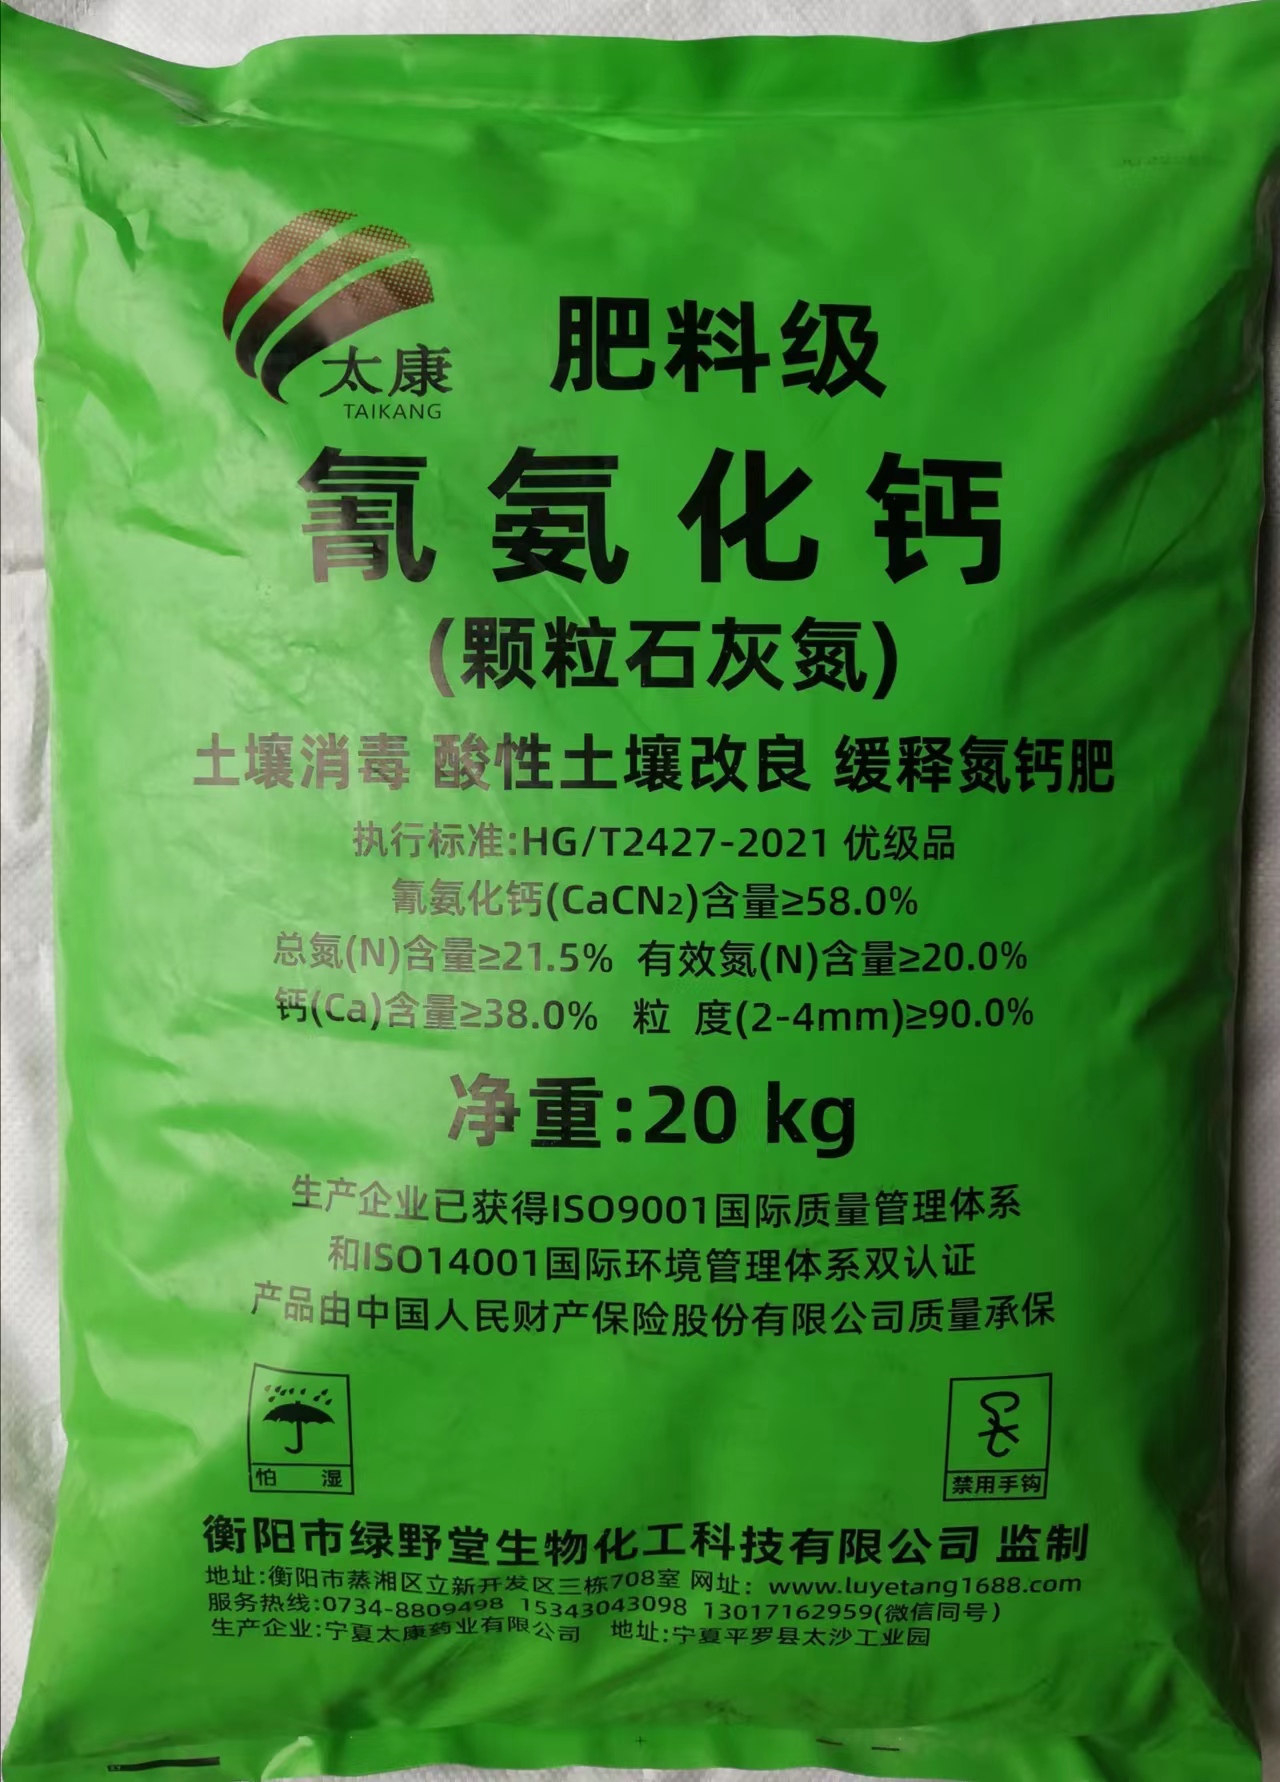 太康
TAIKANG
肥料级
氰氨化钙
(颗粒石灰氮)
土壤消毒 酸性土壤改良 缓释氮钙肥
执行标准:HG/T2427-2021 优级品
氰氨化钙(CaCN₂)含量≥58.0%
总氮(N)含量≥21.5% 有效氮(N)含量≥20.0%
钙(Ca)含量≥38.0% 粒 度(2-4mm)≥90.0%
净重:20 kg
生产企业已获得ISO9001国际质量管理体系
和ISO14001国际环境管理体系双认证
产品由中国人民财产保险股份有限公司质量承保
怕 湿
禁用手钩
衡阳市绿野堂生物化工科技有限公司 监制
地址:衡阳市蒸湘区立新开发区三栋708室 网址：www.luyetang1688.com
服务热线:0734-8809498 15343043098 13017162959(微信同号)
生产企业:宁夏太康药业有限公司 地址:宁夏平罗县太沙工业园